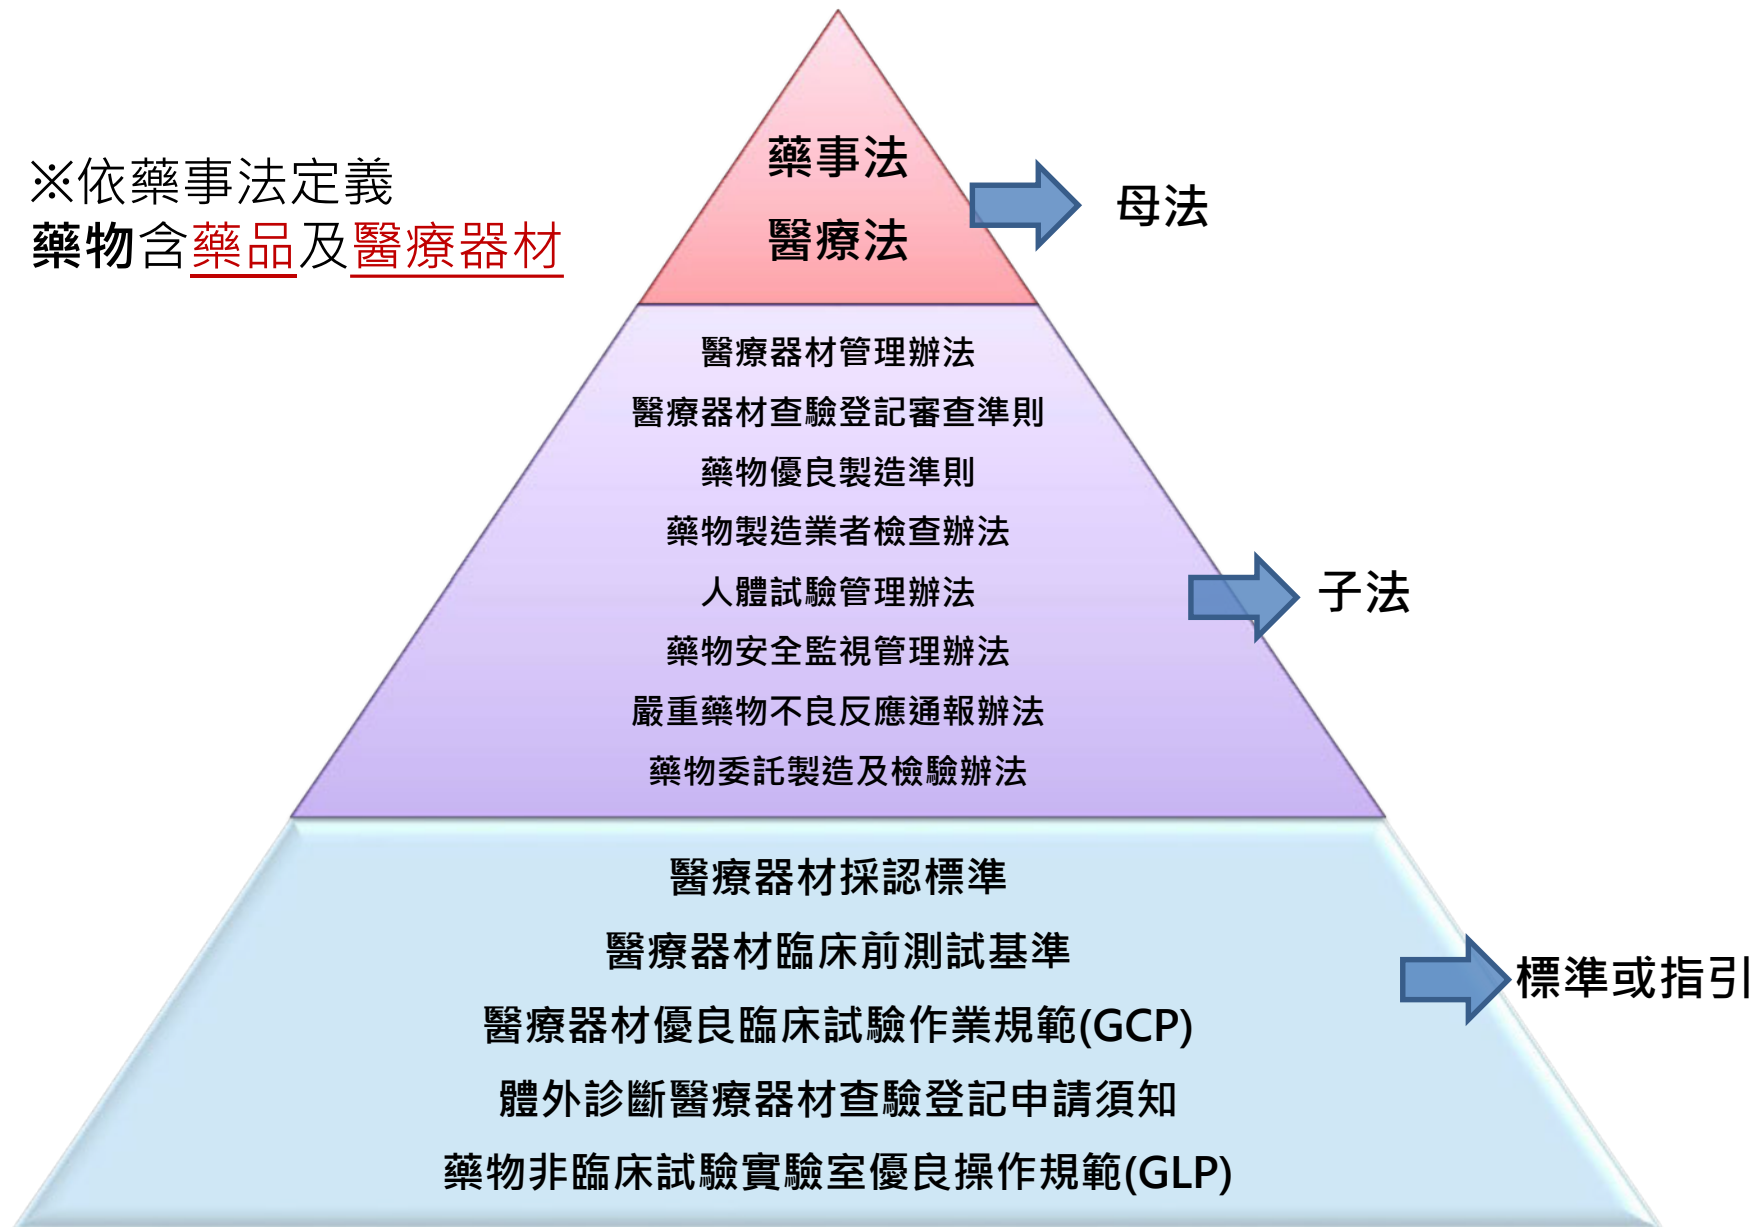 ※依藥事法定義
藥物含藥品及醫療器材
藥事法
醫療法
母法
醫療器材管理辦法
醫療器材查驗登記審查準則
藥物優良製造準則
藥物製造業者檢查辦法
人體試驗管理辦法
藥物安全監視管理辦法
嚴重藥物不良反應通報辦法
藥物委託製造及檢驗辦法
子法
醫療器材採認標準
醫療器材臨床前測試基準
醫療器材優良臨床試驗作業規範(GCP)
體外診斷醫療器材查驗登記申請須知
藥物非臨床試驗實驗室優良操作規範(GLP)
標準或指引